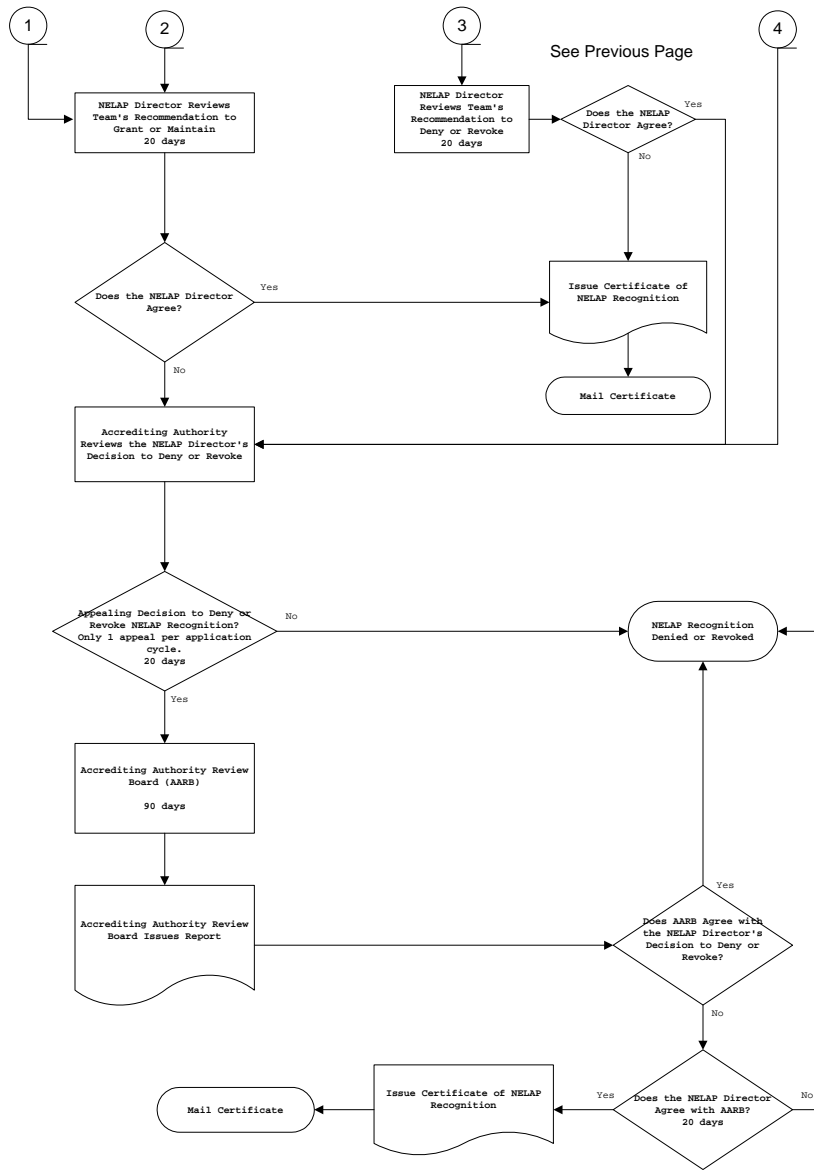 1
2
3
4
See Previous Page
NELAP Director Reviews
Team's Recommendation to
Grant or Maintain
20 days
NELAP Director
Reviews Team's
Recommendation to
Deny or Revoke
20 days
Does the NELAP
Director Agree?
Yes
No
Does the NELAP Director
Agree?
Yes
No
Issue Certificate of
NELAP Recognition
Mail Certificate
Accrediting Authority
Reviews the NELAP Director's
Decision to Deny or Revoke
Appealing Decision to Deny or
Revoke NELAP Recognition?
Only 1 appeal per application
cycle.
20 days
No
Yes
NELAP Recognition
Denied or Revoked
Accrediting Authority Review
Board (AARB)
90 days
Accrediting Authority Review
Board Issues Report
Does AARB Agree with
the NELAP Director's
Decision to Deny or
Revoke?
Yes
No
Does the NELAP Director
Agree with AARB?
20 days
Yes
No
Issue Certificate of NELAP
Recognition
Mail Certificate